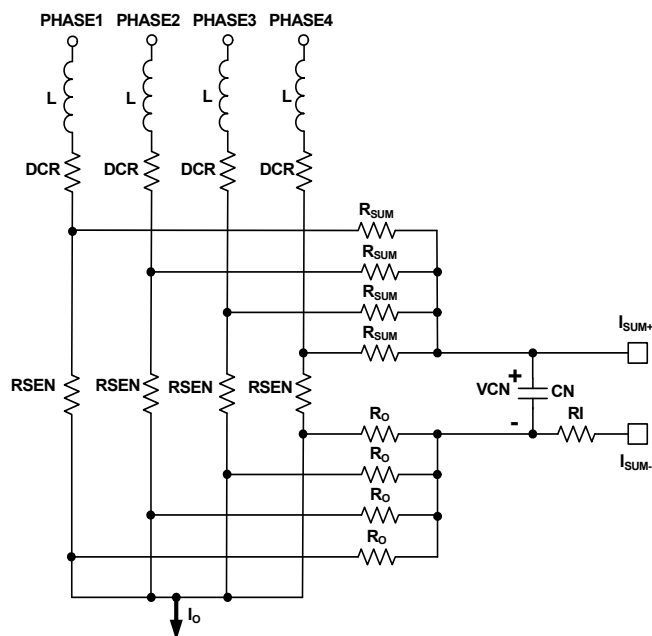 PHASE1 PHASE2 PHASE3 PHASE4
L L L L
DCR DCR DCR DCR
RSUM
RSUM
RSUM
RSUM
ISUM+
RSEN RSEN RSEN RSEN
+
VCN CN
-
RI
RO
RO
RO
RO
ISUM-
IO